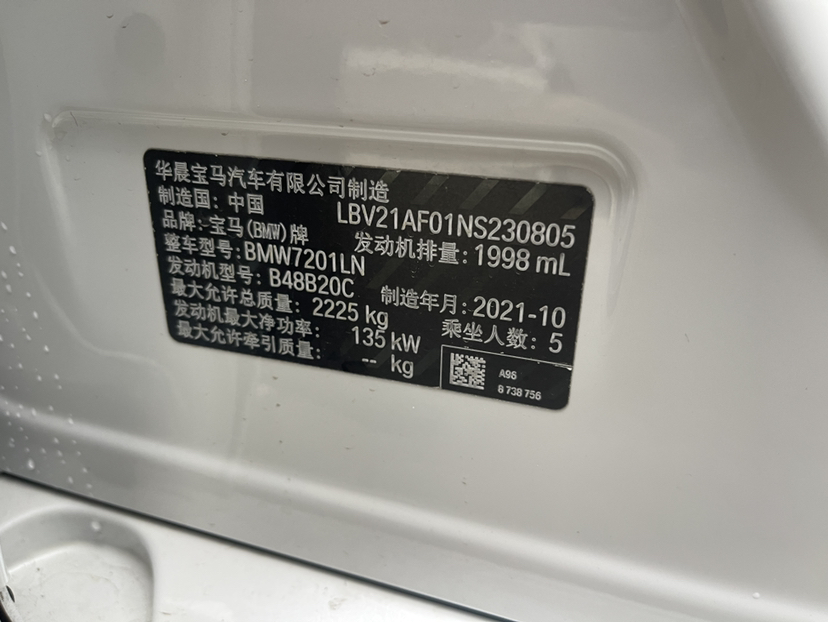 华晨宝马汽车有限公司制造
制造国: 中国
LBV21AF01NS230805
品牌: 宝马(BMW)牌
发动机排量: 1998 mL
整车型号: BMW7201LN
发动机型号: B48B20C
制造年月: 2021-10
最大允许总质量: 2225 kg
乘坐人数: 5
发动机最大净功率: 135 kW
最大允许牵引质量: -- kg
A96
8 738 756